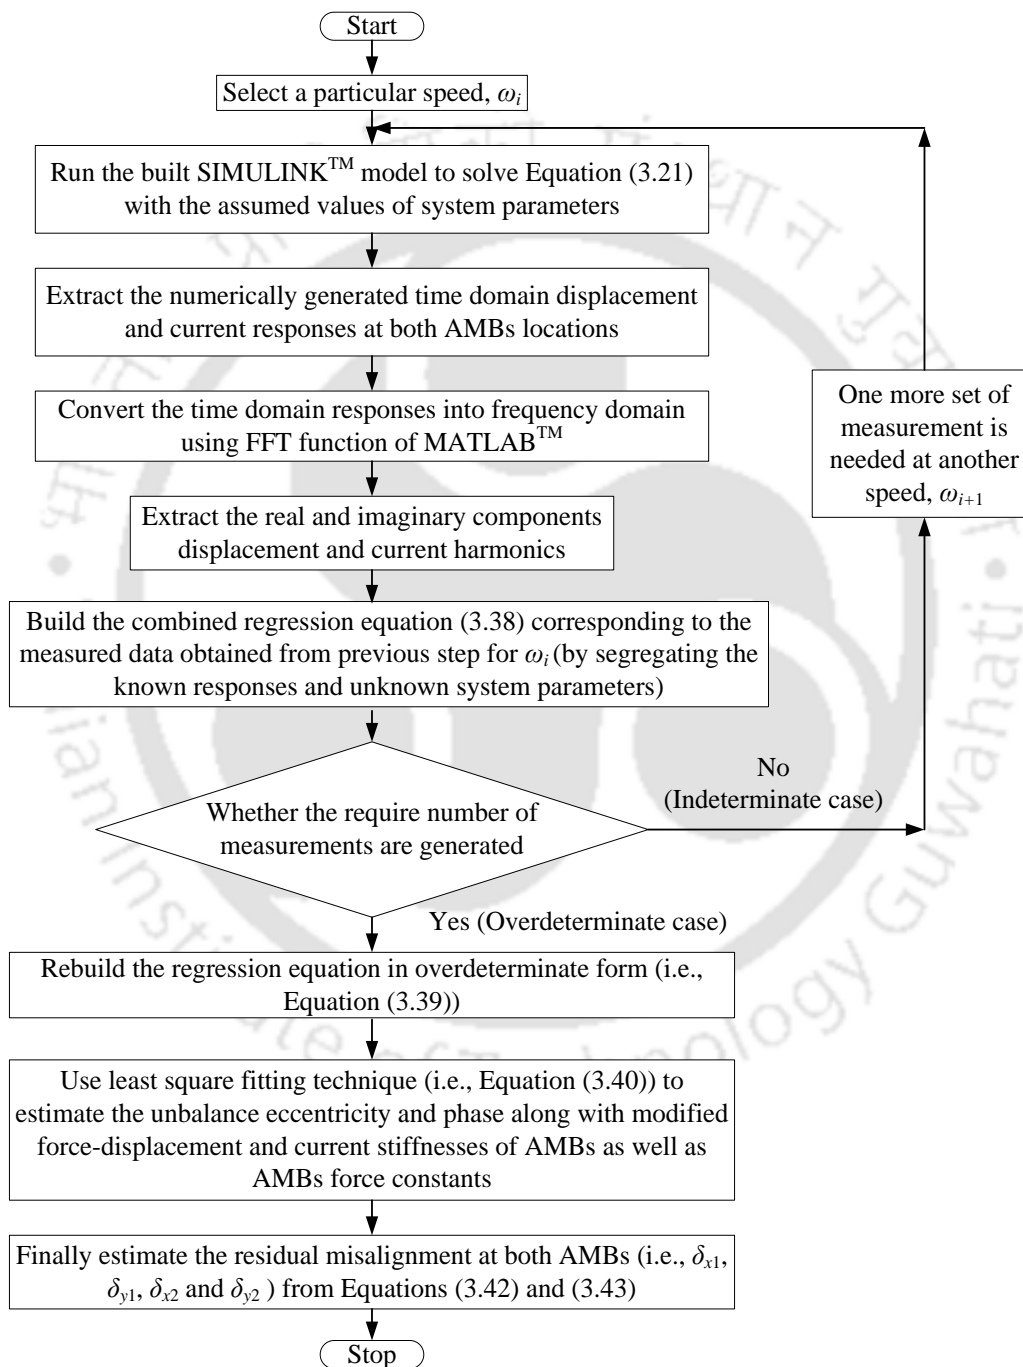 Start
Select a particular speed, ωi
Run the built SIMULINK™ model to solve Equation (3.21)
with the assumed values of system parameters
Extract the numerically generated time domain displacement
and current responses at both AMBs locations
Convert the time domain responses into frequency domain
using FFT function of MATLAB™
Extract the real and imaginary components
displacement and current harmonics
Build the combined regression equation (3.38) corresponding to the
measured data obtained from previous step for ωi (by segregating the
known responses and unknown system parameters)
Whether the require number of
measurements are generated
No
(Indeterminate case)
One more set of
measurement is
needed at another
speed, ωi+1
Yes (Overdeterminate case)
Rebuild the regression equation in overdeterminate form (i.e.,
Equation (3.39))
Use least square fitting technique (i.e., Equation (3.40)) to
estimate the unbalance eccentricity and phase along with modified
force-displacement and current stiffnesses of AMBs as well as
AMBs force constants
Finally estimate the residual misalignment at both AMBs (i.e., δx1,
δy1, δx2 and δy2 ) from Equations (3.42) and (3.43)
Stop